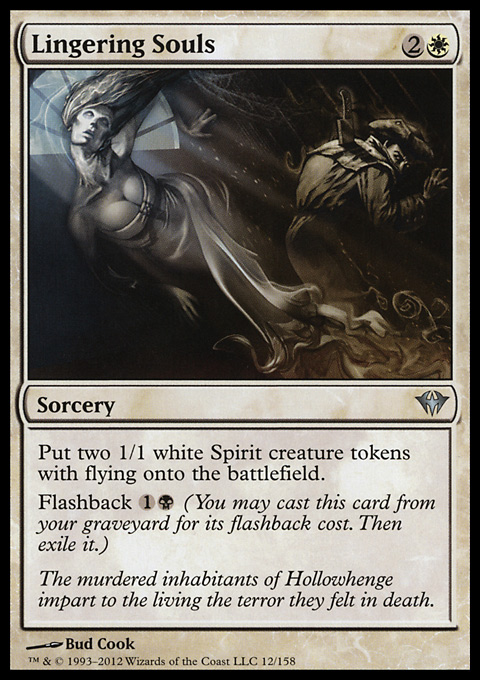 Lingering Souls 2
Sorcery
Put two 1/1 white Spirit creature tokens
with flying onto the battlefield.
Flashback 1 (You may cast this card from
your graveyard for its flashback cost. Then
exile it.)
The murdered inhabitants of Hollowhenge
impart to the living the terror they felt in death.
Bud Cook
™ & © 1993–2012 Wizards of the Coast LLC 12/158